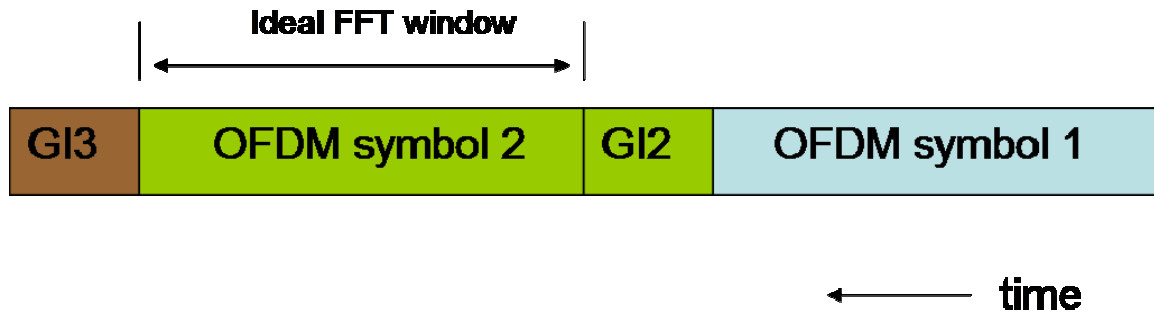 Ideal FFT window
GI3 OFDM symbol 2 GI2 OFDM symbol 1
time